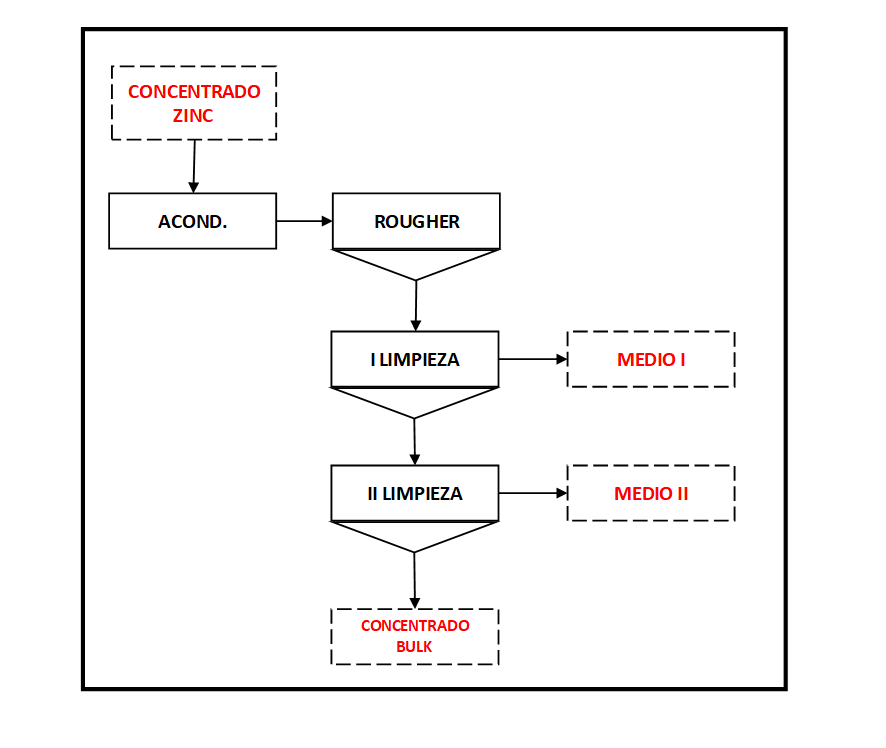 CONCENTRADO
ZINC
ACOND.
ROUGHER
I LIMPIEZA
MEDIO I
II LIMPIEZA
MEDIO II
CONCENTRADO
BULK